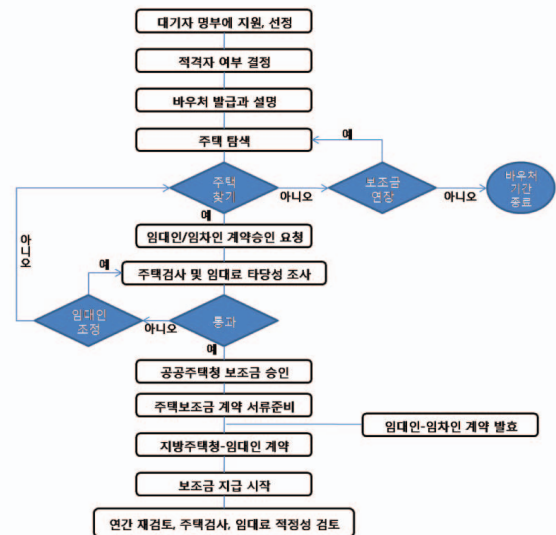 대기자 명부에 지원, 선정
적격자 여부 결정
바우처 발급과 설명
주택 탐색
예
주택
찾기
아니오
보조금
연장
아니오
바우처
기간
종료
예
임대인/임차인 계약승인 요청
아니오
예
주택검사 및 임대료 타당성 조사
임대인
조정
아니오
통과
예
공공주택청 보조금 승인
주택보조금 계약 서류준비
임대인-임차인 계약 발효
지방주택청-임대인 계약
보조금 지급 시작
연간 재검토, 주택검사, 임대료 적정성 검토